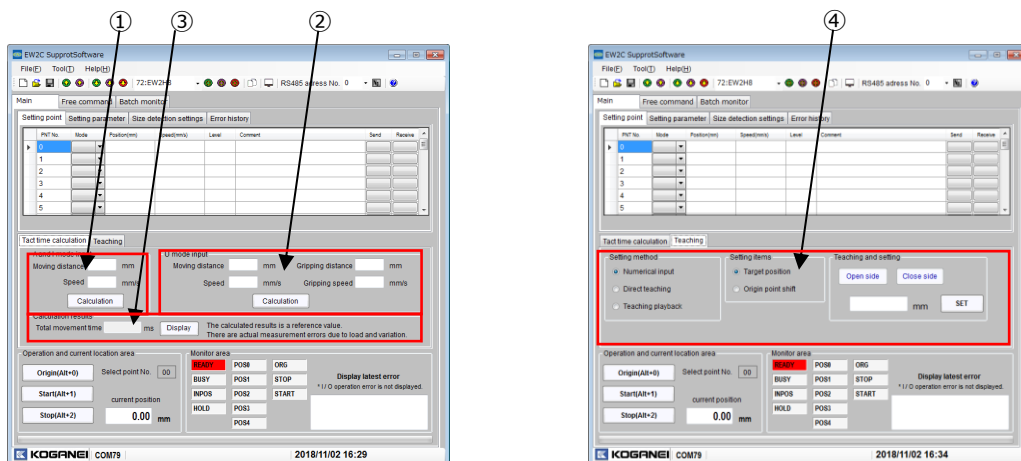 ① ③ ② ④
EW2C SupprotSoftware
File(F) Tool(T) Help(H)
72:EW2H8 RS485 adress No. 0
Main Free command Batch monitor
Setting point Setting parameter Size detection settings Error history
PNT No. Mode Position(mm) Speed(mm/s) Level Comment Send Receive
0
1
2
3
4
5
Tact time calculation Teaching
A and I mode input
Moving distance mm
Speed mm/s
Calculation
U mode input
Moving distance mm Gripping distance mm
Speed mm/s Gripping speed mm/s
Calculation
Calculation results
Total movement time ms Display
The calculated results is a reference value.
There are actual measurement errors due to load and variation.
Operation and current location area
Origin(Alt+0) Select point No. 00
Start(Alt+1) current position
Stop(Alt+2) 0.00 mm
Monitor area
READY POS0 ORG
BUSY POS1 STOP
INPOS POS2 START
HOLD POS3
POS4
Display latest error
* I / O operation error is not displayed.
KOGANEI COM79 2018/11/02 16:29
EW2C SupprotSoftware
File(F) Tool(T) Help(H)
72:EW2H8 RS485 adress No. 0
Main Free command Batch monitor
Setting point Setting parameter Size detection settings Error history
PNT No. Mode Position(mm) Speed(mm/s) Level Comment Send Receive
0
1
2
3
4
5
Tact time calculation Teaching
Setting method
Numerical input
Direct teaching
Teaching playback
Setting items
Target position
Origin point shift
Teaching and setting
Open side Close side
mm SET
Operation and current location area
Origin(Alt+0) Select point No. 00
Start(Alt+1) current position
Stop(Alt+2) 0.00 mm
Monitor area
READY POS0 ORG
BUSY POS1 STOP
INPOS POS2 START
HOLD POS3
POS4
Display latest error
* I / O operation error is not displayed.
KOGANEI COM79 2018/11/02 16:34